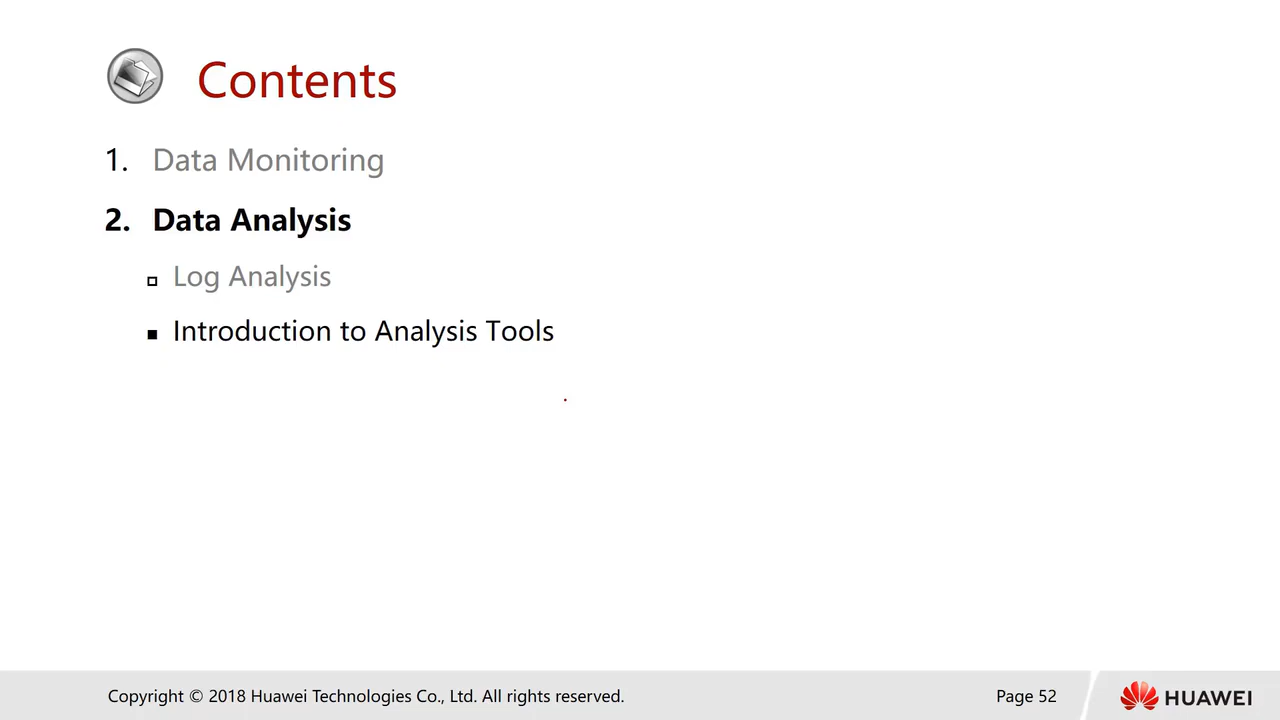 Contents
1. Data Monitoring
2. Data Analysis
Log Analysis
Introduction to Analysis Tools
Copyright © 2018 Huawei Technologies Co., Ltd. All rights reserved.
Page 52
HUAWEI